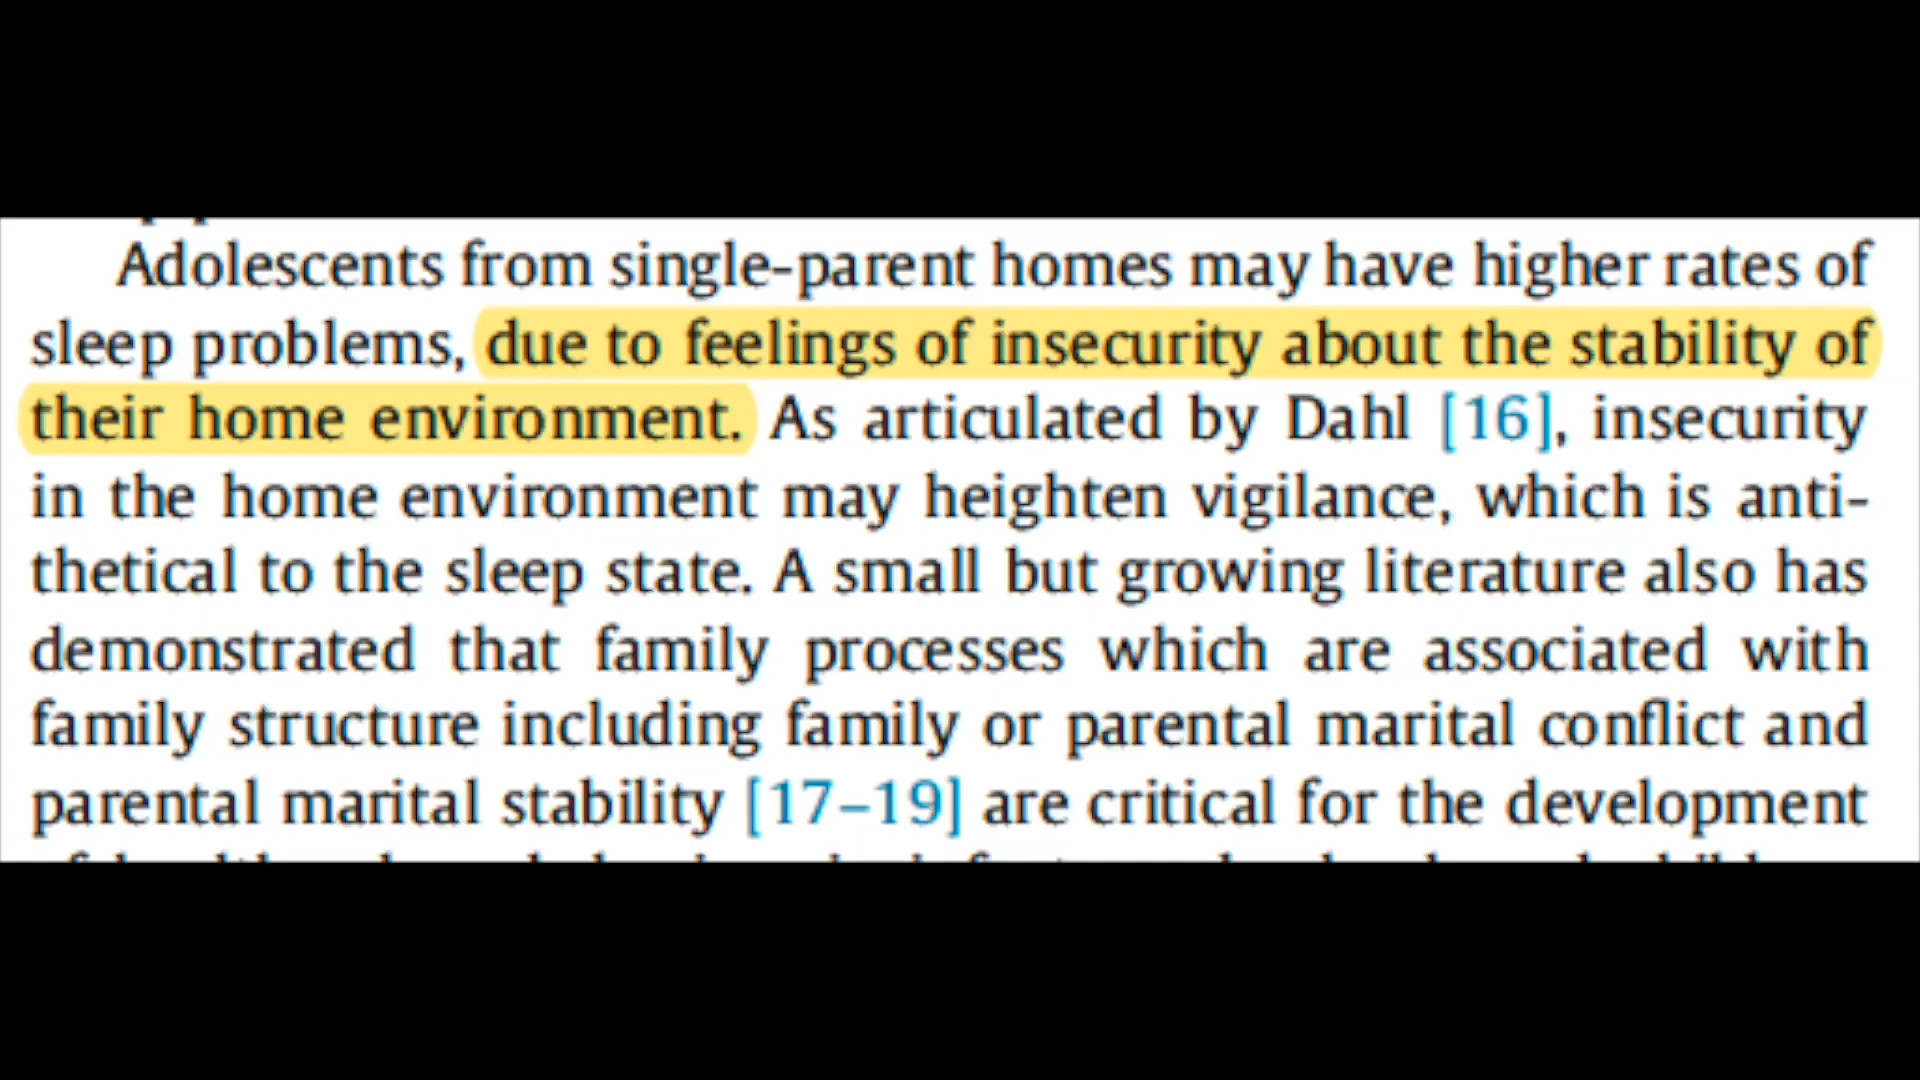 Adolescents from single-parent homes may have higher rates of
sleep problems, due to feelings of insecurity about the stability of
their home environment. As articulated by Dahl [16], insecurity
in the home environment may heighten vigilance, which is anti-
thetical to the sleep state. A small but growing literature also has
demonstrated that family processes which are associated with
family structure including family or parental marital conflict and
parental marital stability [17–19] are critical for the development